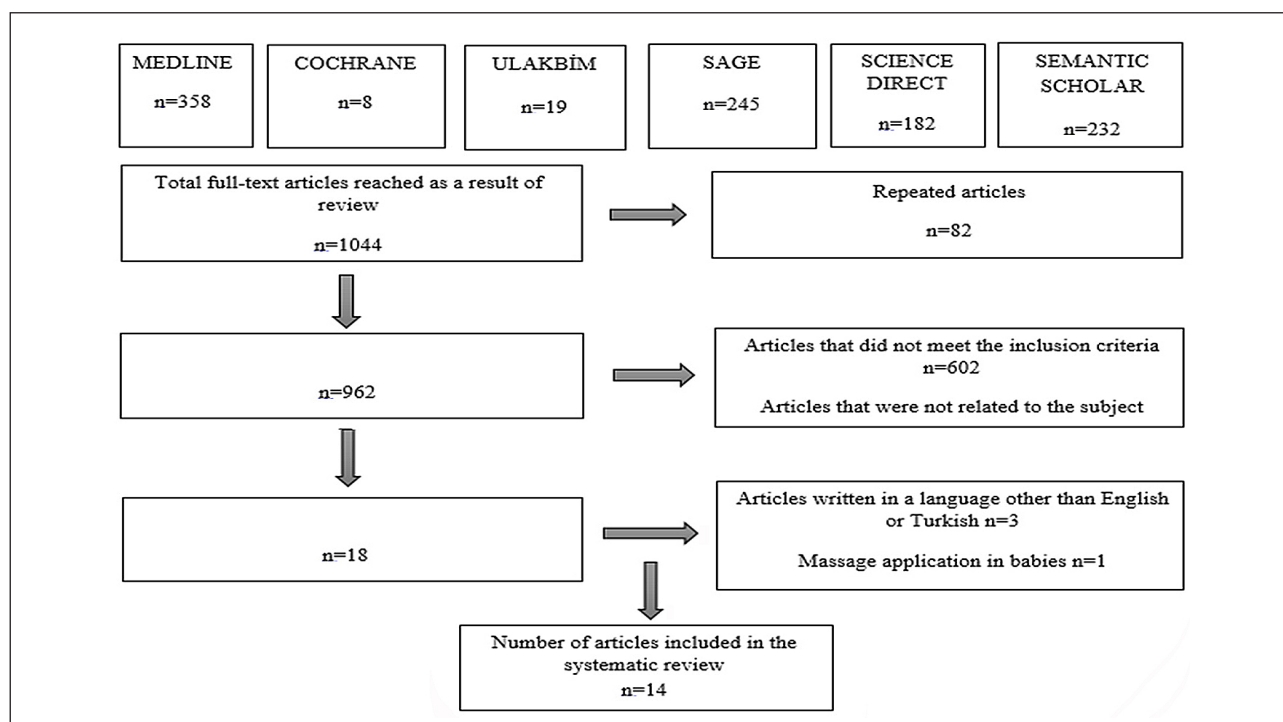 MEDLINE
n=358
COCHRANE
n=8
ULAKBİM
n=19
SAGE
n=245
SCIENCE
DIRECT
n=182
SEMANTIC
SCHOLAR
n=232
Total full-text articles reached as a result of
review
n=1044
Repeated articles
n=82
n=962
Articles that did not meet the inclusion criteria
n=602
Articles that were not related to the subject
n=18
Articles written in a language other than English
or Turkish n=3
Massage application in babies n=1
Number of articles included in the
systematic review
n=14